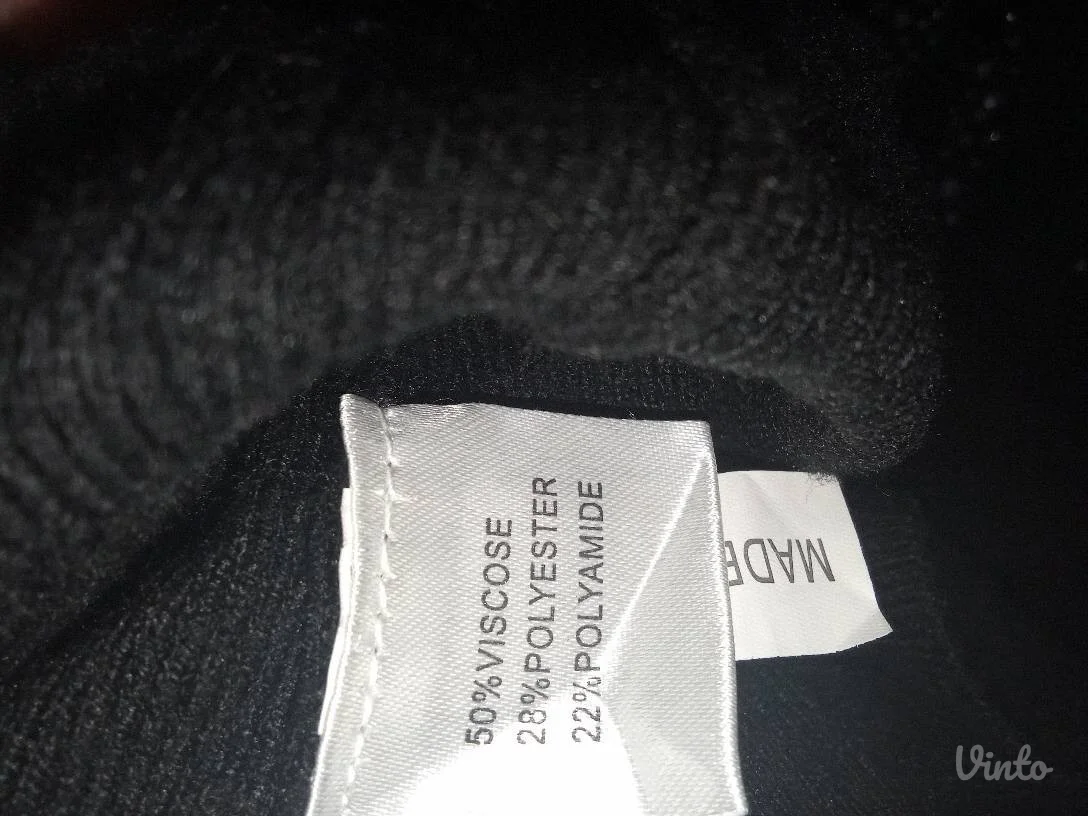 50%VISCOSE
28%POLYESTER
22%POLYAMIDE
MADE
Vinto